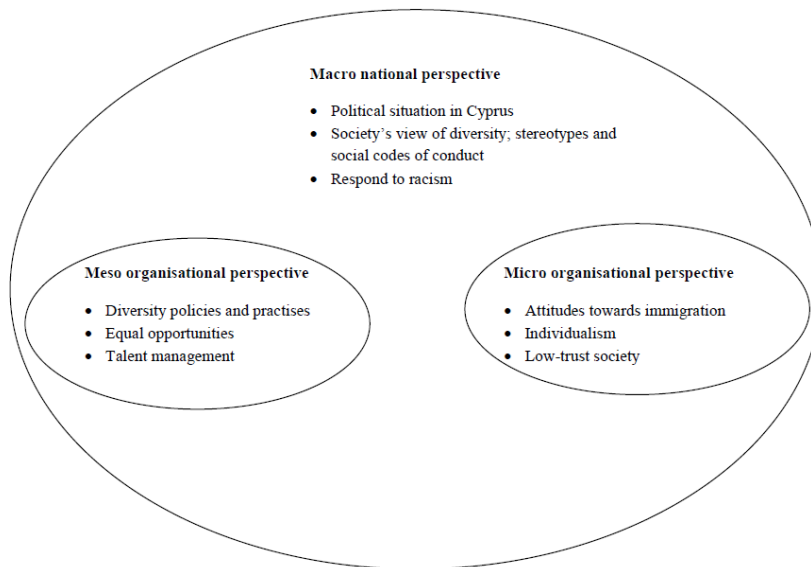 Macro national perspective
• Political situation in Cyprus
• Society's view of diversity; stereotypes and
social codes of conduct
• Respond to racism
Meso organisational perspective
• Diversity policies and practises
• Equal opportunities
• Talent management
Micro organisational perspective
• Attitudes towards immigration
• Individualism
• Low-trust society